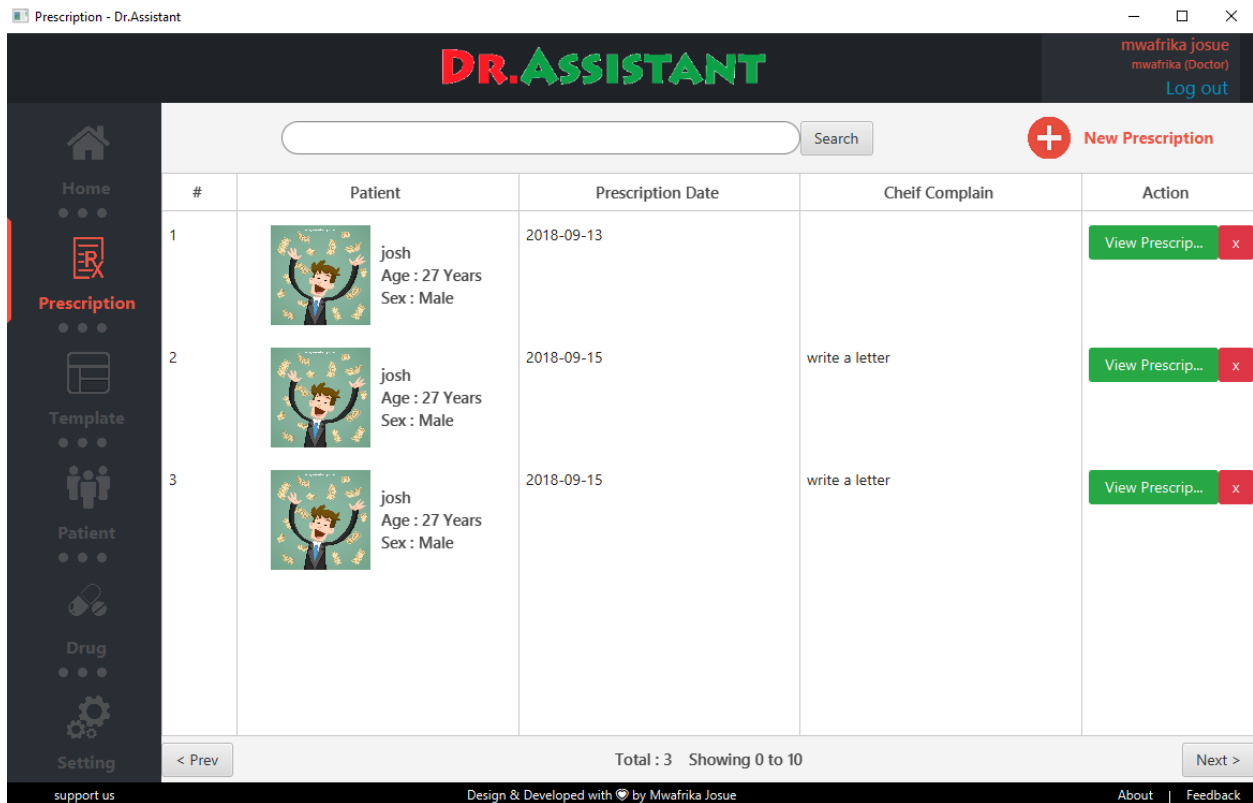 Prescription - Dr.Assistant
DR.ASSISTANT
mwafrika josue
mwafrika (Doctor)
Log out
Search
New Prescription
Home
Prescription
Template
Patient
Drug
Setting
# Patient Prescription Date Cheif Complain Action
1 2018-09-13 View Prescrip... x
josh
Age : 27 Years
Sex : Male
2 2018-09-15 write a letter View Prescrip... x
josh
Age : 27 Years
Sex : Male
3 2018-09-15 write a letter View Prescrip... x
josh
Age : 27 Years
Sex : Male
< Prev Total : 3 Showing 0 to 10 Next >
support us Design & Developed with by Mwafrika Josue About | Feedback